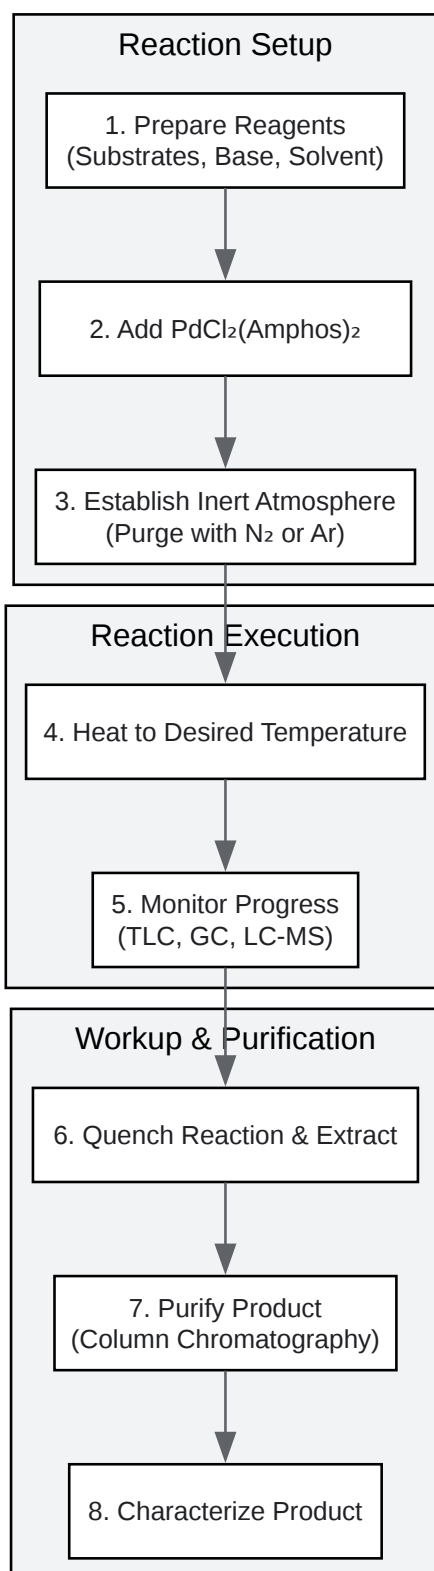 Reaction Setup
1. Prepare Reagents
(Substrates, Base, Solvent)
2. Add PdCl₂(Amphos)₂
3. Establish Inert Atmosphere
(Purge with N₂ or Ar)
Reaction Execution
4. Heat to Desired Temperature
5. Monitor Progress
(TLC, GC, LC-MS)
Workup & Purification
6. Quench Reaction & Extract
7. Purify Product
(Column Chromatography)
8. Characterize Product